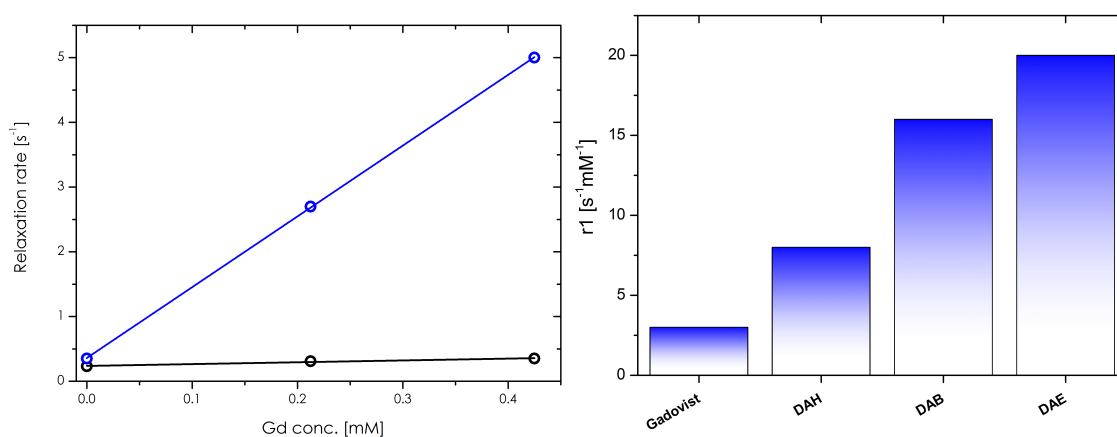 Relaxation rate [s⁻¹]
5
4
3
2
1
0
0.0 0.1 0.2 0.3 0.4
Gd conc. [mM]
r1 [s⁻¹mM⁻¹]
20
15
10
5
0
Gadovist DAH DAB DAE